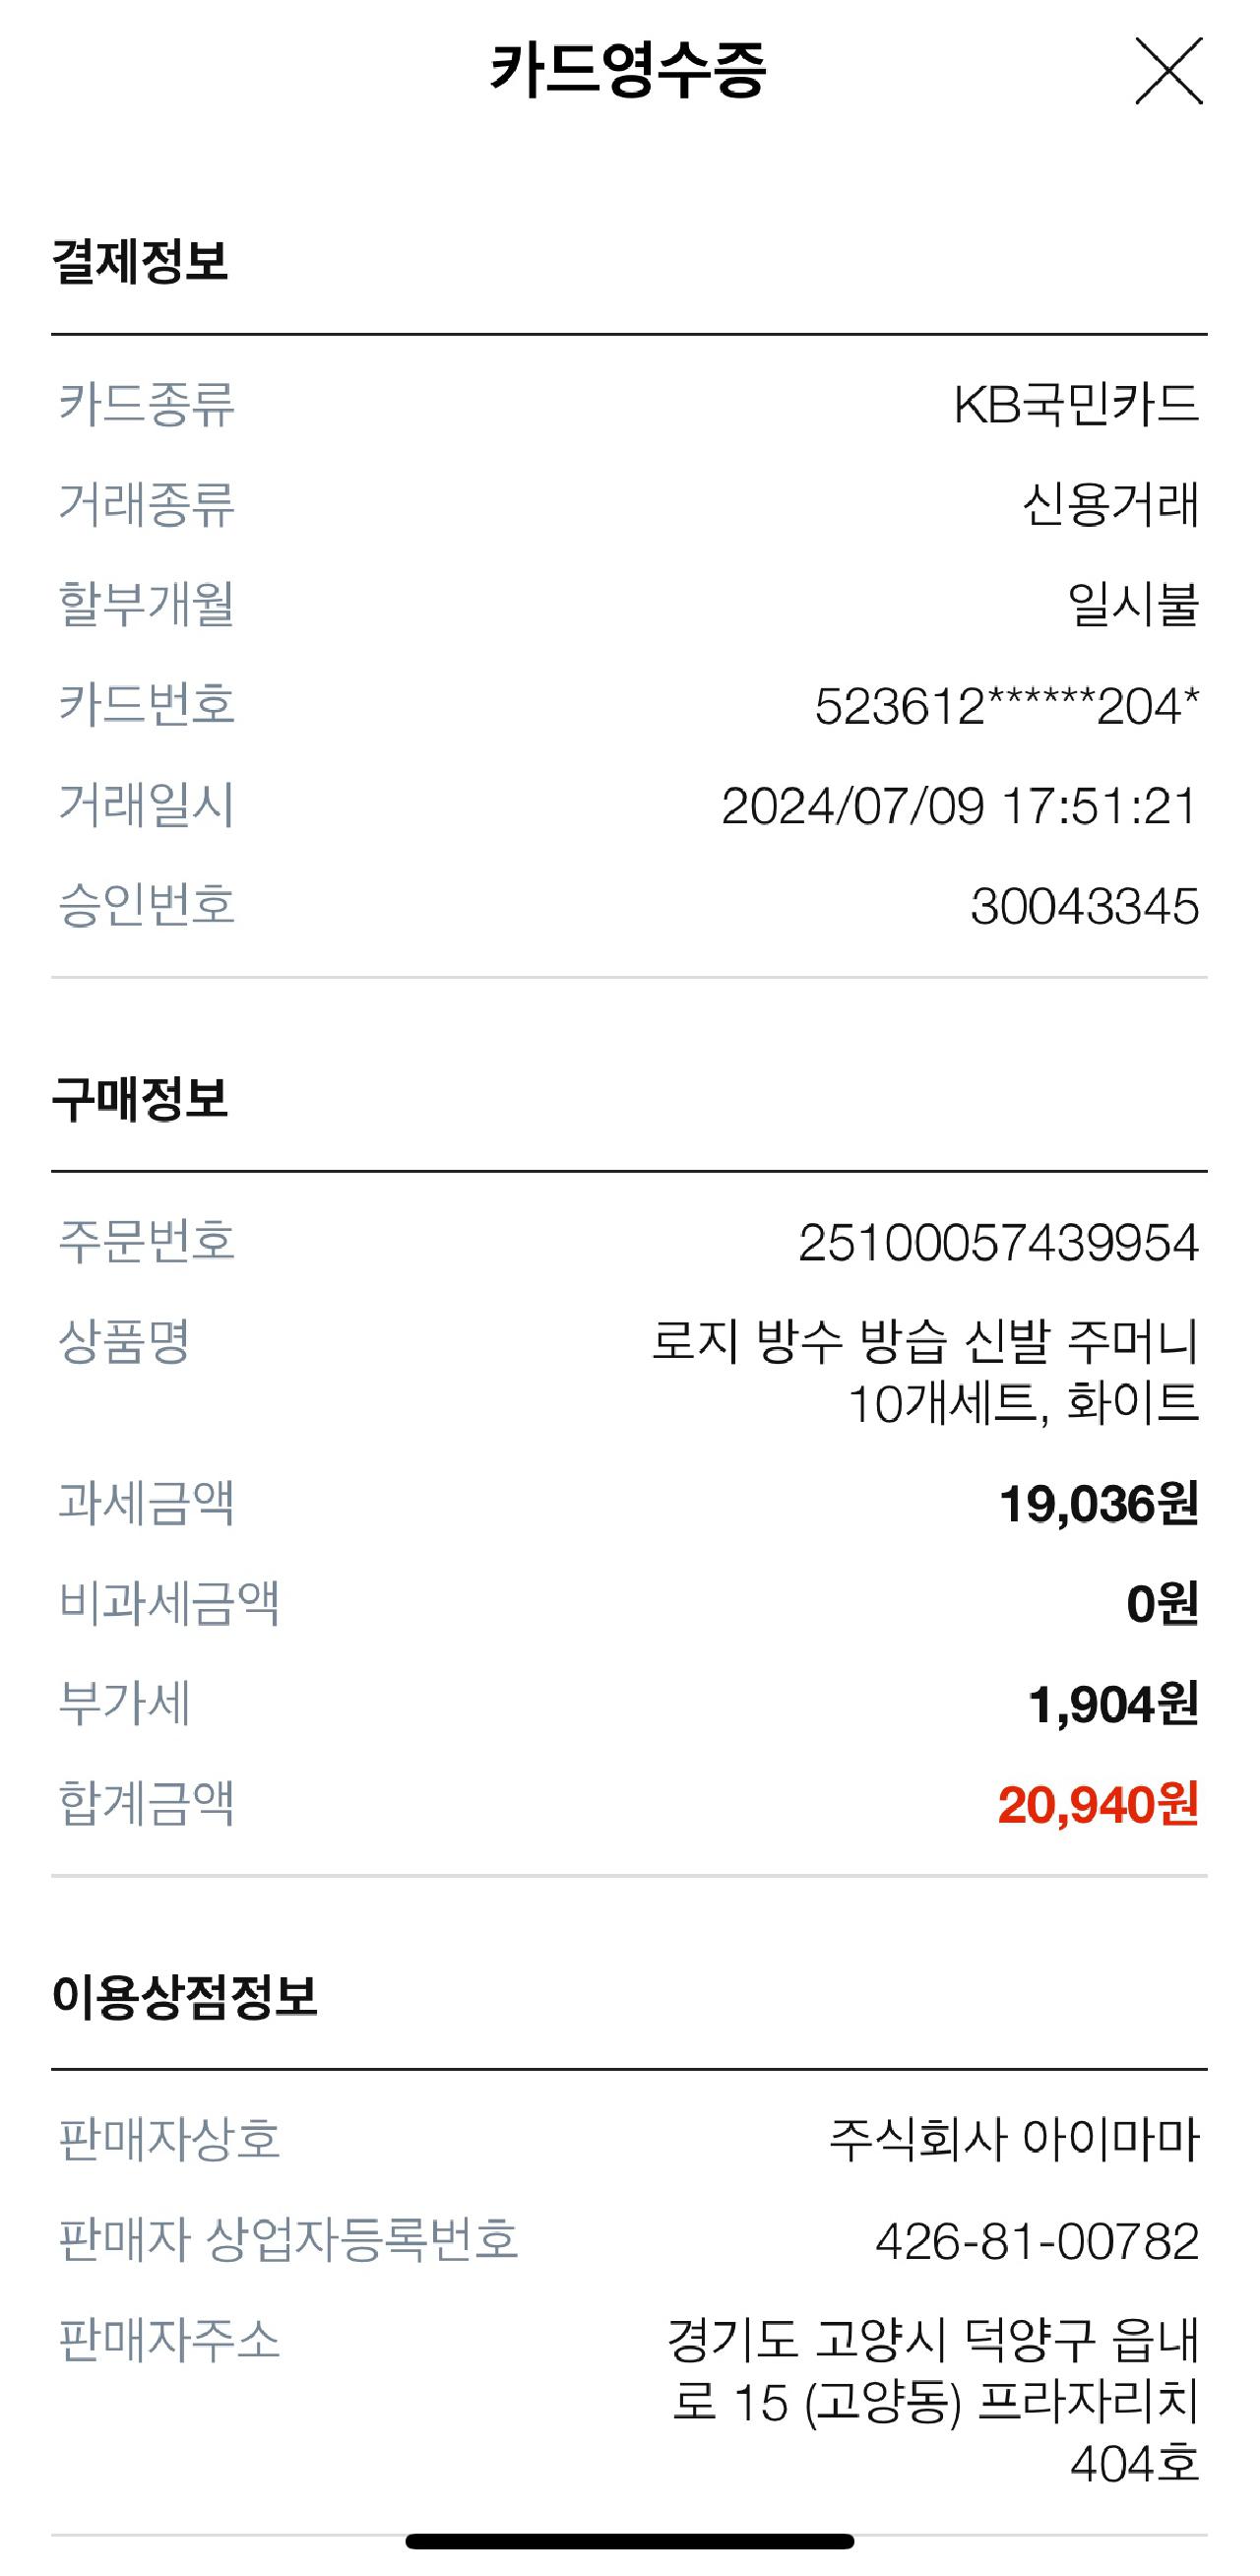 카드영수증
결제정보
카드종류 KB국민카드
거래종류 신용거래
할부개월 일시불
카드번호 523612******204*
거래일시 2024/07/09 17:51:21
승인번호 30043345
구매정보
주문번호 25100057439954
상품명 로지 방수 방습 신발 주머니
10개세트, 화이트
과세금액 19,036원
비과세금액 0원
부가세 1,904원
합계금액 20,940원
이용상점정보
판매자상호 주식회사 아이마마
판매자 상업자등록번호 426-81-00782
판매자주소 경기도 고양시 덕양구 읍내
로 15 (고양동) 프라자리치
404호